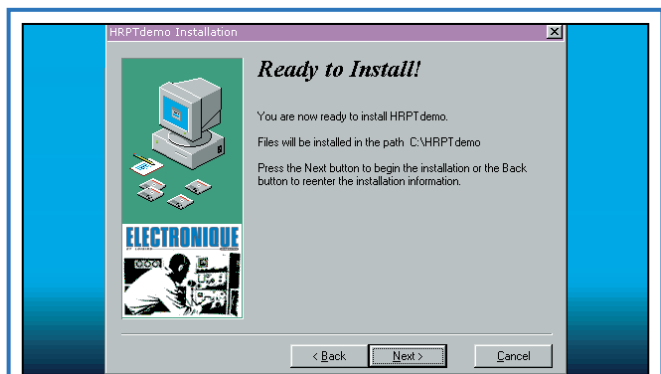 HRPTdemo Installation
Ready to Install!
You are now ready to install HRPTdemo.
Files will be installed in the path C:\HRPTdemo
Press the Next button to begin the installation or the Back
button to reenter the installation information.
ELECTRONIQUE
< Back
Next >
Cancel